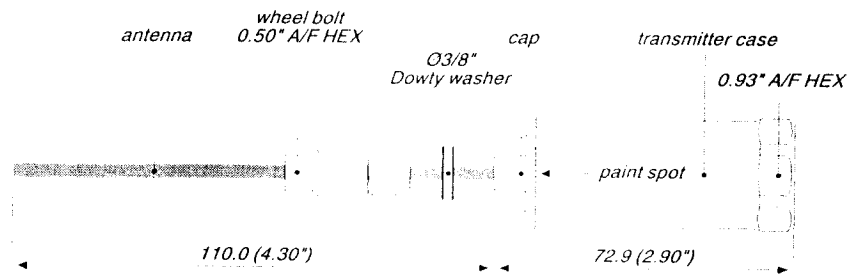 wheel bolt
antenna
0.50" A/F HEX
cap
transmitter case
Ø3/8"
Dowty washer
0.93" A/F HEX
paint spot
110.0 (4.30")
72.9 (2.90")